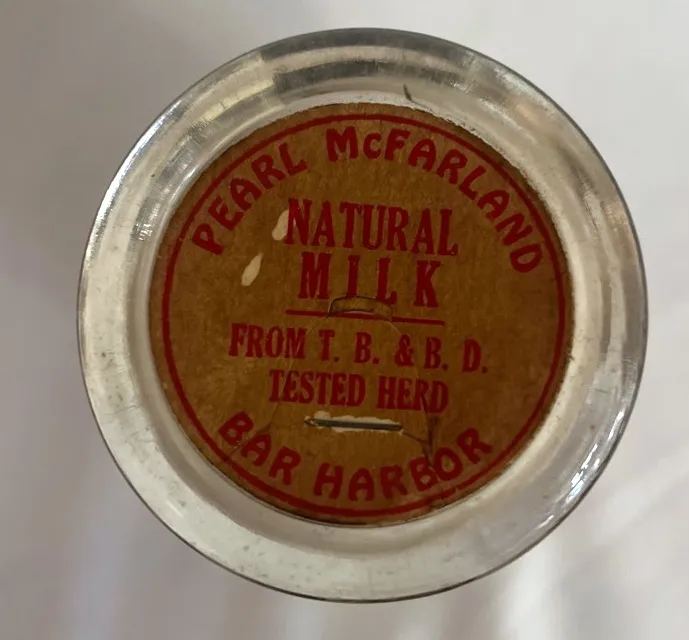 PEARL McFARLAND
NATURAL
MILK
FROM T. B. & B. D.
TESTED HERD
BAR HARBOR